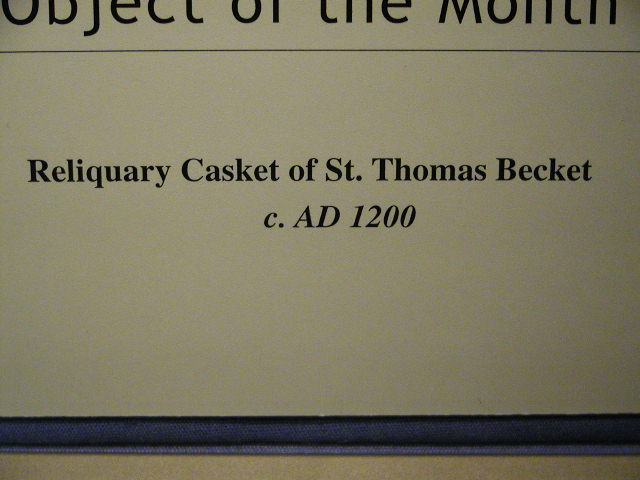 Object of the Month
Reliquary Casket of St. Thomas Becket
c. AD 1200